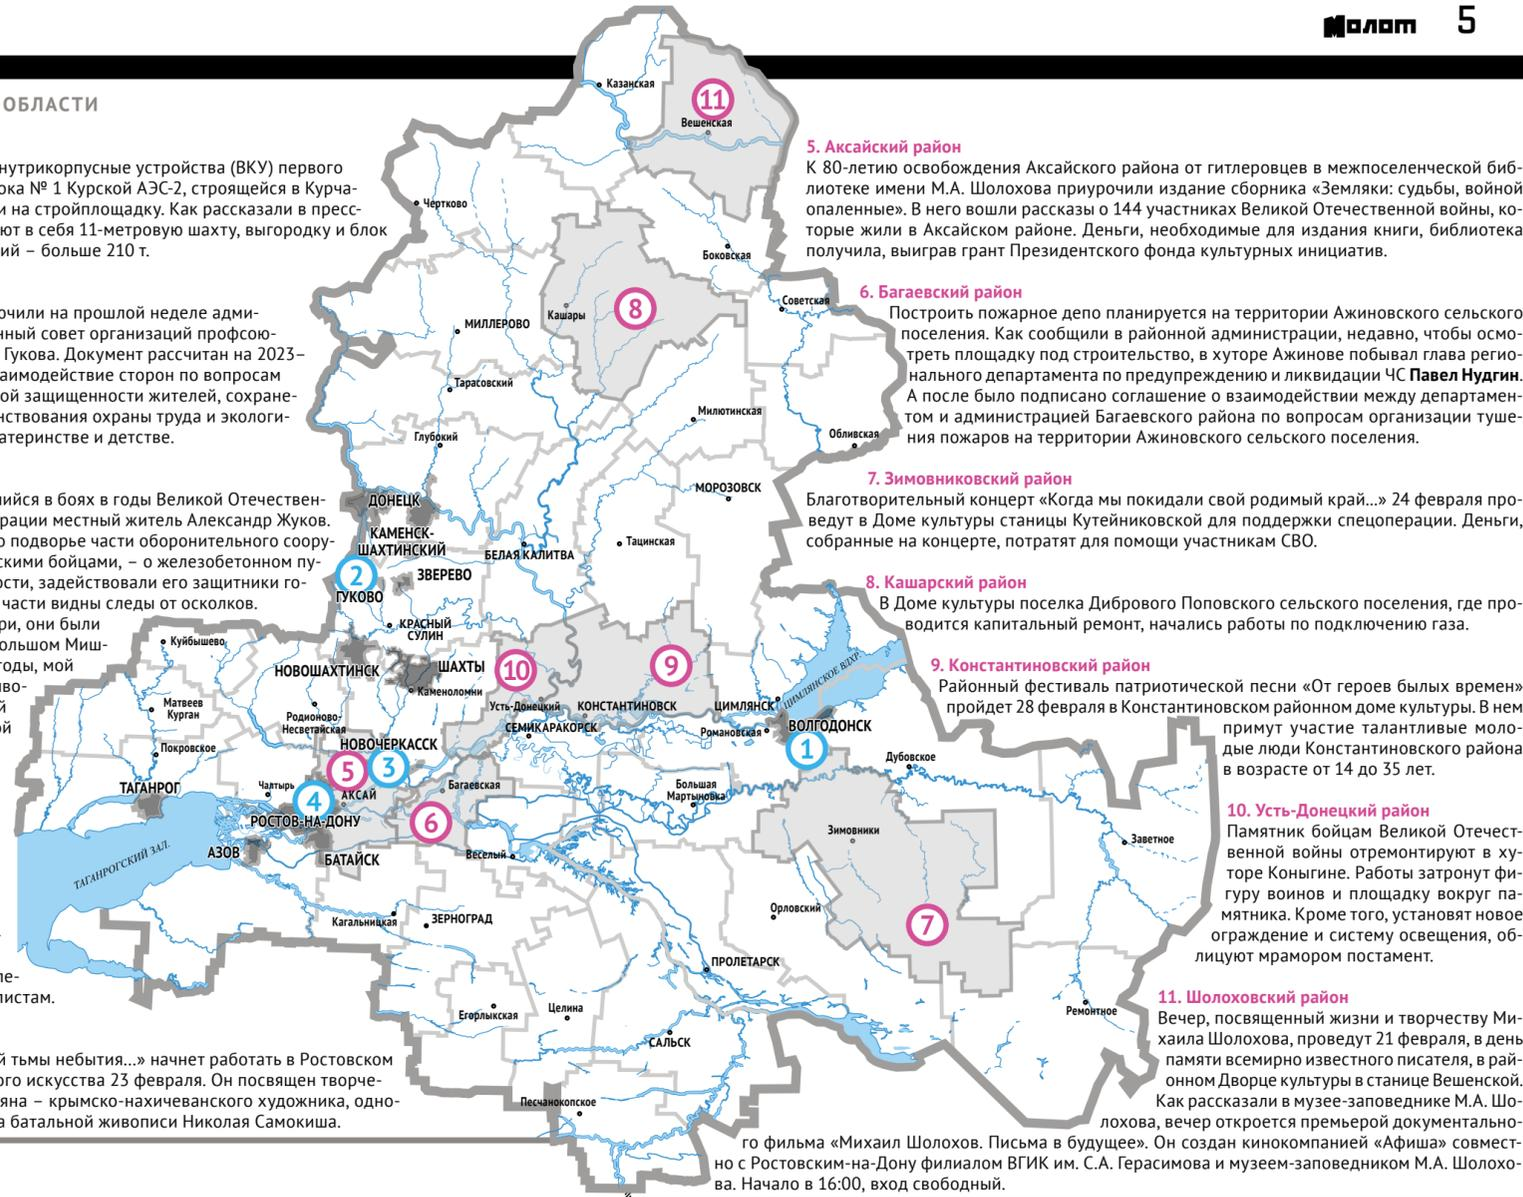 Молот 5
ОБЛАСТИ
нутрикорпусные устройства (ВКУ) первого
ока № 1 Курской АЭС-2, строящейся в Курча-
и на стройплощадку. Как рассказали в пресс-
ют в себя 11-метровую шахту, выгородку и блок
ий – больше 210 т.
очили на прошлой неделе адми-
нный совет организаций профсою-
Гукова. Документ рассчитан на 2023–
аимодействие сторон по вопросам
ой защищенности жителей, сохране-
нствования охраны труда и экологи-
атеринстве и детстве.
ийся в боях в годы Великой Отечествен-
рации местный житель Александр Жуков.
о подворье части оборонительного соору-
скими бойцами, – о железобетонном пу-
ости, задействовали его защитники го-
части видны следы от осколков.
ри, они были
ольшом Миш-
годы, мой
иво-
й
ой
ле-
листам.
й тьмы небытия...» начнет работать в Ростовском
ого искусства 23 февраля. Он посвящен творче-
яна – крымско-нахичеванского художника, одно-
а батальной живописи Николая Самокиша.
Казанская
11
Вешенская
Чертково
Боковская
Советская
8
Кашары
МИЛЛЕРОВО
Тарасовский
Милютинская
Глубокий
Обливская
МОРОЗОВСК
ДОНЕЦК
КАМЕНСК-
ШАХТИНСКИЙ
БЕЛАЯ КАЛИТВА
Тацинская
2
ЗВЕРЕВО
ГУКОВО
КРАСНЫЙ
СУЛИН
Куйбышево
НОВОШАХТИНСК
ШАХТЫ
10
9
ЦИМЛЯНСКОЕ ВДХР.
Каменоломни
Матвеев
Курган
Усть-Донецкий
КОНСТАНТИНОВСК
ЦИМЛЯНСК
Родионово-
Несветайская
СЕМИКАРАКОРСК
Романовская
ВОЛГОДОНСК
1
Покровское
НОВОЧЕРКАССК
Дубовское
5
3
ТАГАНРОГ
Чалтырь
АКСАЙ
Багаевская
Большая
Мартыновка
4
РОСТОВ-НА-ДОНУ
6
Зимовники
Заветное
АЗОВ
БАТАЙСК
Веселый
ТАГАНРОГСКИЙ ЗАЛ.
Орловский
7
Кагальницкая
ЗЕРНОГРАД
ПРОЛЕТАРСК
Егорлыкская
Целина
Ремонтное
САЛЬСК
Песчанокопское
5. Аксайский район
К 80-летию освобождения Аксайского района от гитлеровцев в межпоселенческой биб-
лиотеке имени М.А. Шолохова приурочили издание сборника «Земляки: судьбы, войной
опаленные». В него вошли рассказы о 144 участниках Великой Отечественной войны, ко-
торые жили в Аксайском районе. Деньги, необходимые для издания книги, библиотека
получила, выиграв грант Президентского фонда культурных инициатив.
6. Багаевский район
Построить пожарное депо планируется на территории Ажиновского сельского
поселения. Как сообщили в районной администрации, недавно, чтобы осмо-
треть площадку под строительство, в хуторе Ажинове побывал глава регио-
нального департамента по предупреждению и ликвидации ЧС Павел Нудгин.
А после было подписано соглашение о взаимодействии между департамен-
том и администрацией Багаевского района по вопросам организации туше-
ния пожаров на территории Ажиновского сельского поселения.
7. Зимовниковский район
Благотворительный концерт «Когда мы покидали свой родимый край...» 24 февраля про-
ведут в Доме культуры станицы Кутейниковской для поддержки спецоперации. Деньги,
собранные на концерте, потратят для помощи участникам СВО.
8. Кашарский район
В Доме культуры поселка Дибрового Поповского сельского поселения, где про-
водится капитальный ремонт, начались работы по подключению газа.
9. Константиновский район
Районный фестиваль патриотической песни «От героев былых времен»
пройдет 28 февраля в Константиновском районном доме культуры. В нем
примут участие талантливые моло-
дые люди Константиновского района
в возрасте от 14 до 35 лет.
10. Усть-Донецкий район
Памятник бойцам Великой Отечест-
венной войны отремонтируют в ху-
торе Коныгине. Работы затронут фи-
гуру воинов и площадку вокруг па-
мятника. Кроме того, установят новое
ограждение и систему освещения, об-
лицуют мрамором постамент.
11. Шолоховский район
Вечер, посвященный жизни и творчеству Ми-
хаила Шолохова, проведут 21 февраля, в день
памяти всемирно известного писателя, в рай-
онном Дворце культуры в станице Вешенской.
Как рассказали в музее-заповеднике М.А. Шо-
лохова, вечер откроется премьерой документально-
го фильма «Михаил Шолохов. Письма в будущее». Он создан кинокомпанией «Афиша» совмест-
но с Ростовским-на-Дону филиалом ВГИК им. С.А. Герасимова и музеем-заповедником М.А. Шолохо-
ва. Начало в 16:00, вход свободный.